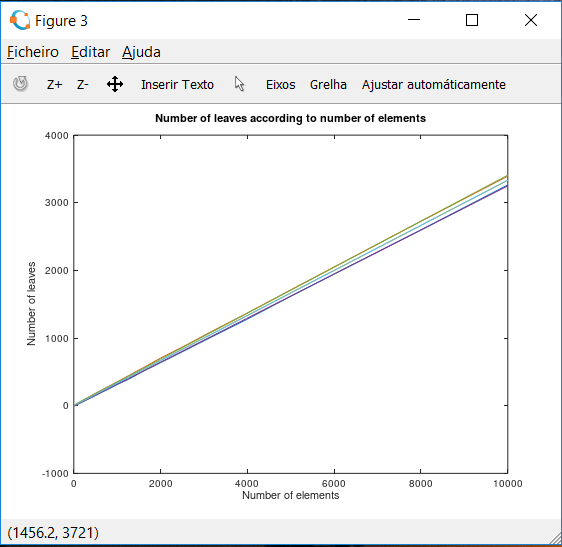 Figure 3
Ficheiro Editar Ajuda
Z+ Z- Inserir Texto Eixos Grelha Ajustar automáticamente
Number of leaves according to number of elements
4000
3000
2000
1000
0
-1000
Number of leaves
0 2000 4000 6000 8000 10000
Number of elements
(1456.2, 3721)